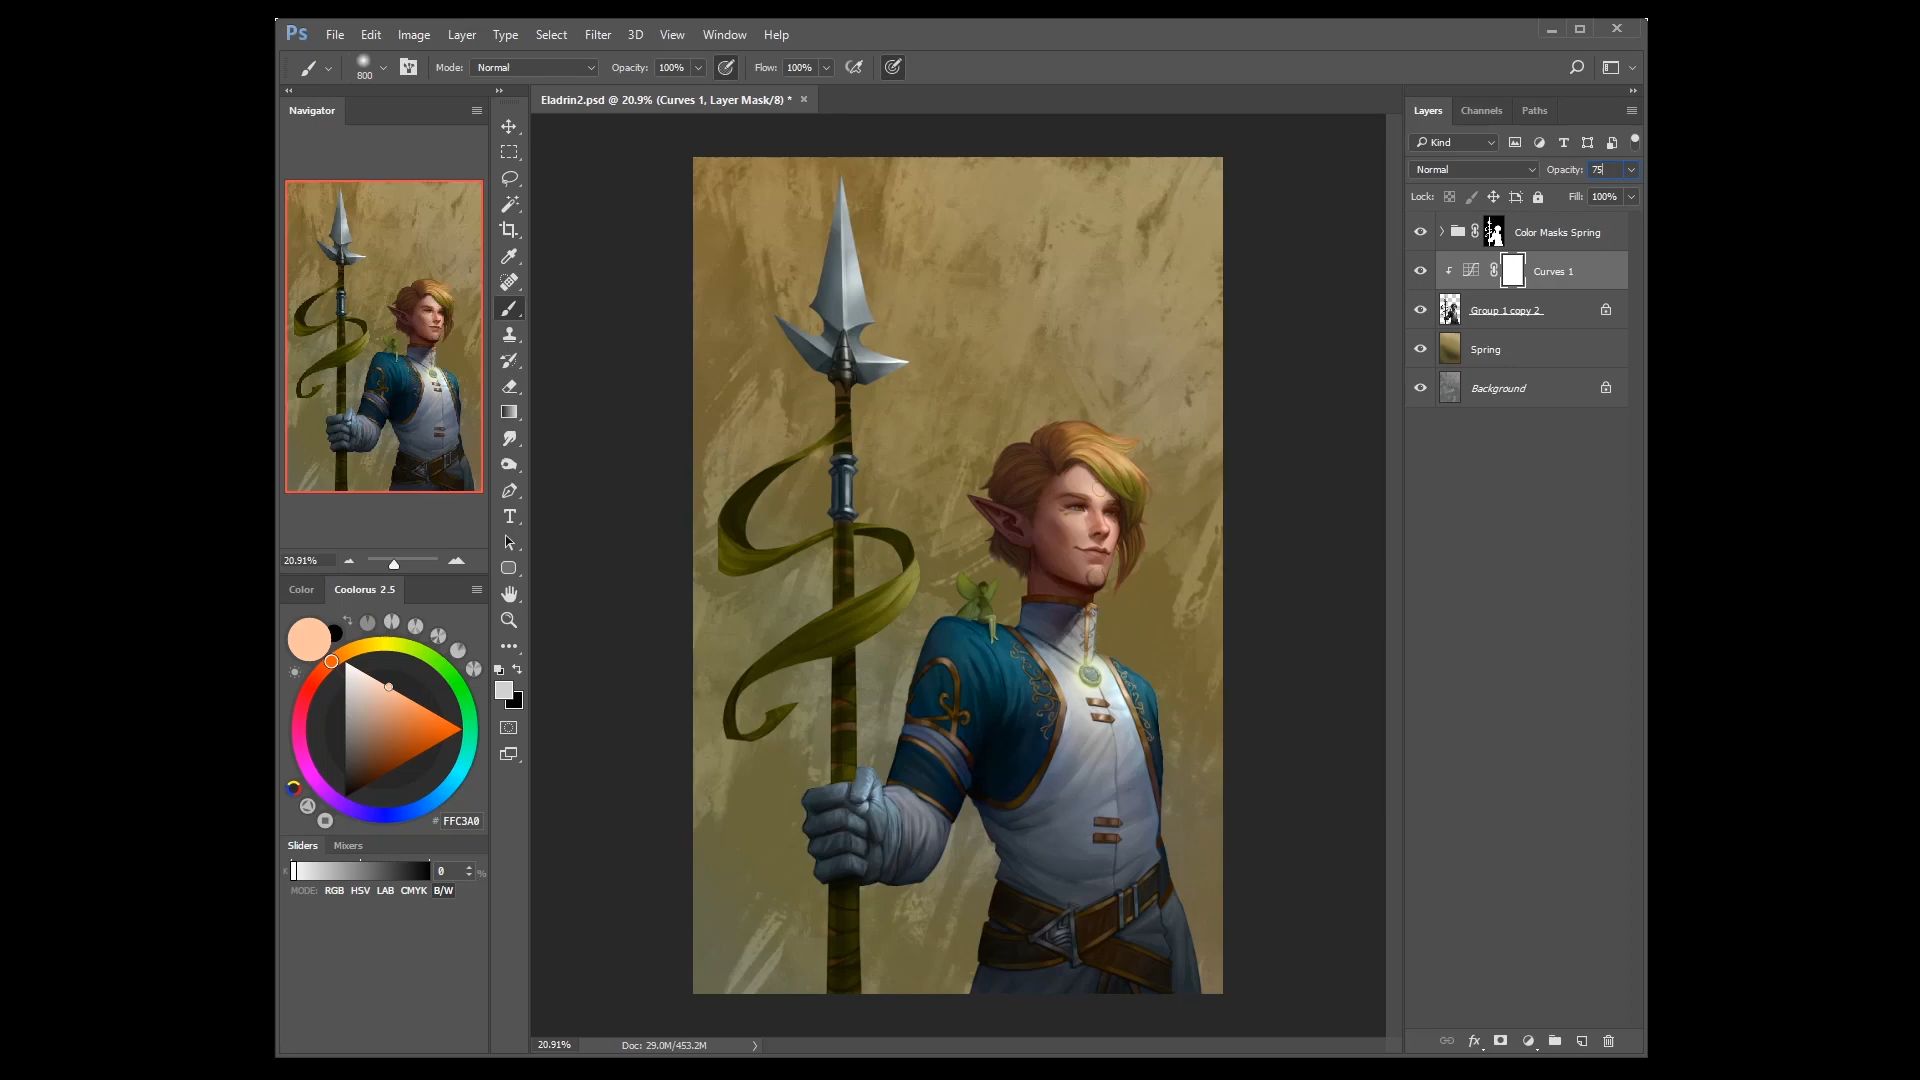 Ps File Edit Image Layer Type Select Filter 3D View Window Help
800 Mode: Normal Opacity: 100% Flow: 100%
Navigator
Eladrin2.psd @ 20.9% (Curves 1, Layer Mask/8) *
Layers Channels Paths
Kind
Normal Opacity: 75
Lock: Fill: 100%
Color Masks Spring
Curves 1
Group 1 copy 2
Spring
Background
20.91%
Color Coolorus 2.5
# FFC3A0
Sliders Mixers
K 0 %
MODE: RGB HSV LAB CMYK B/W
20.91% Doc: 29.0M/453.2M
fx